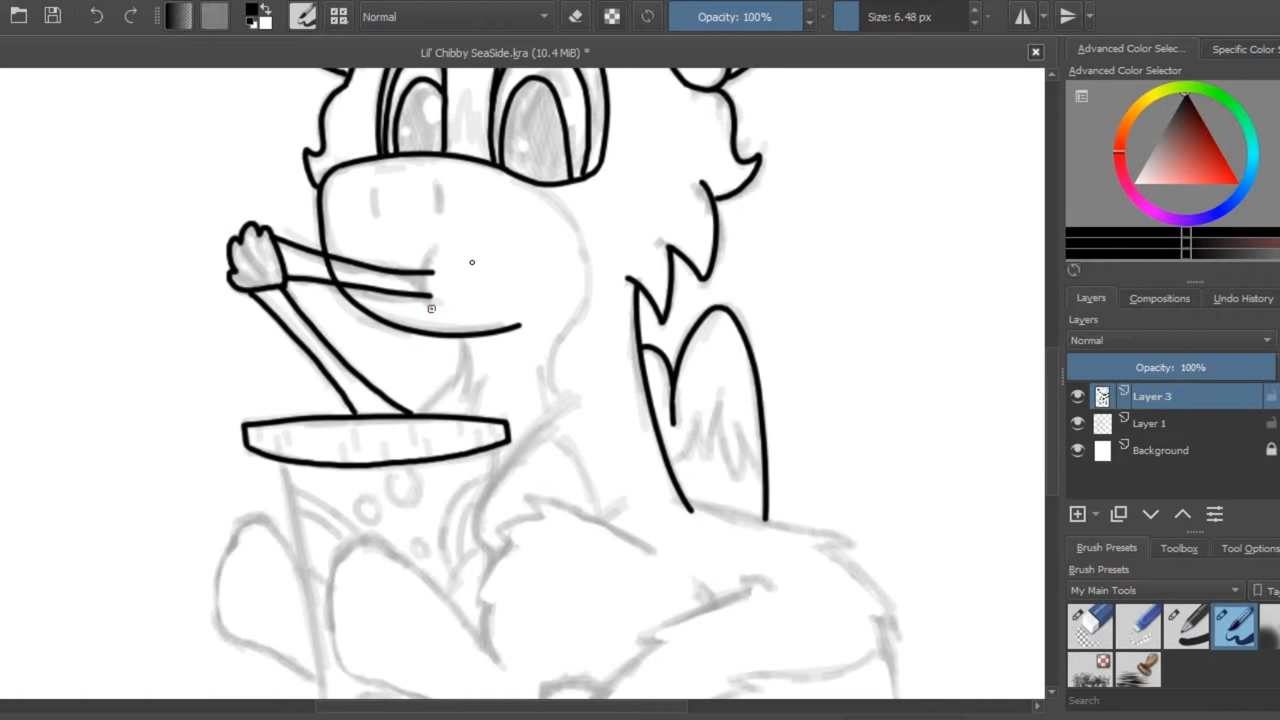 Normal
Opacity: 100%
Size: 6.48 px
Lil' Chibby SeaSide.kra (10.4 MiB) *
Advanced Color Selec...
Specific Color S
Advanced Color Selector
Layers
Compositions
Undo History
Layers
Normal
Opacity: 100%
Layer 3
Layer 1
Background
Brush Presets
Toolbox
Tool Options
Brush Presets
My Main Tools
Ta
Search